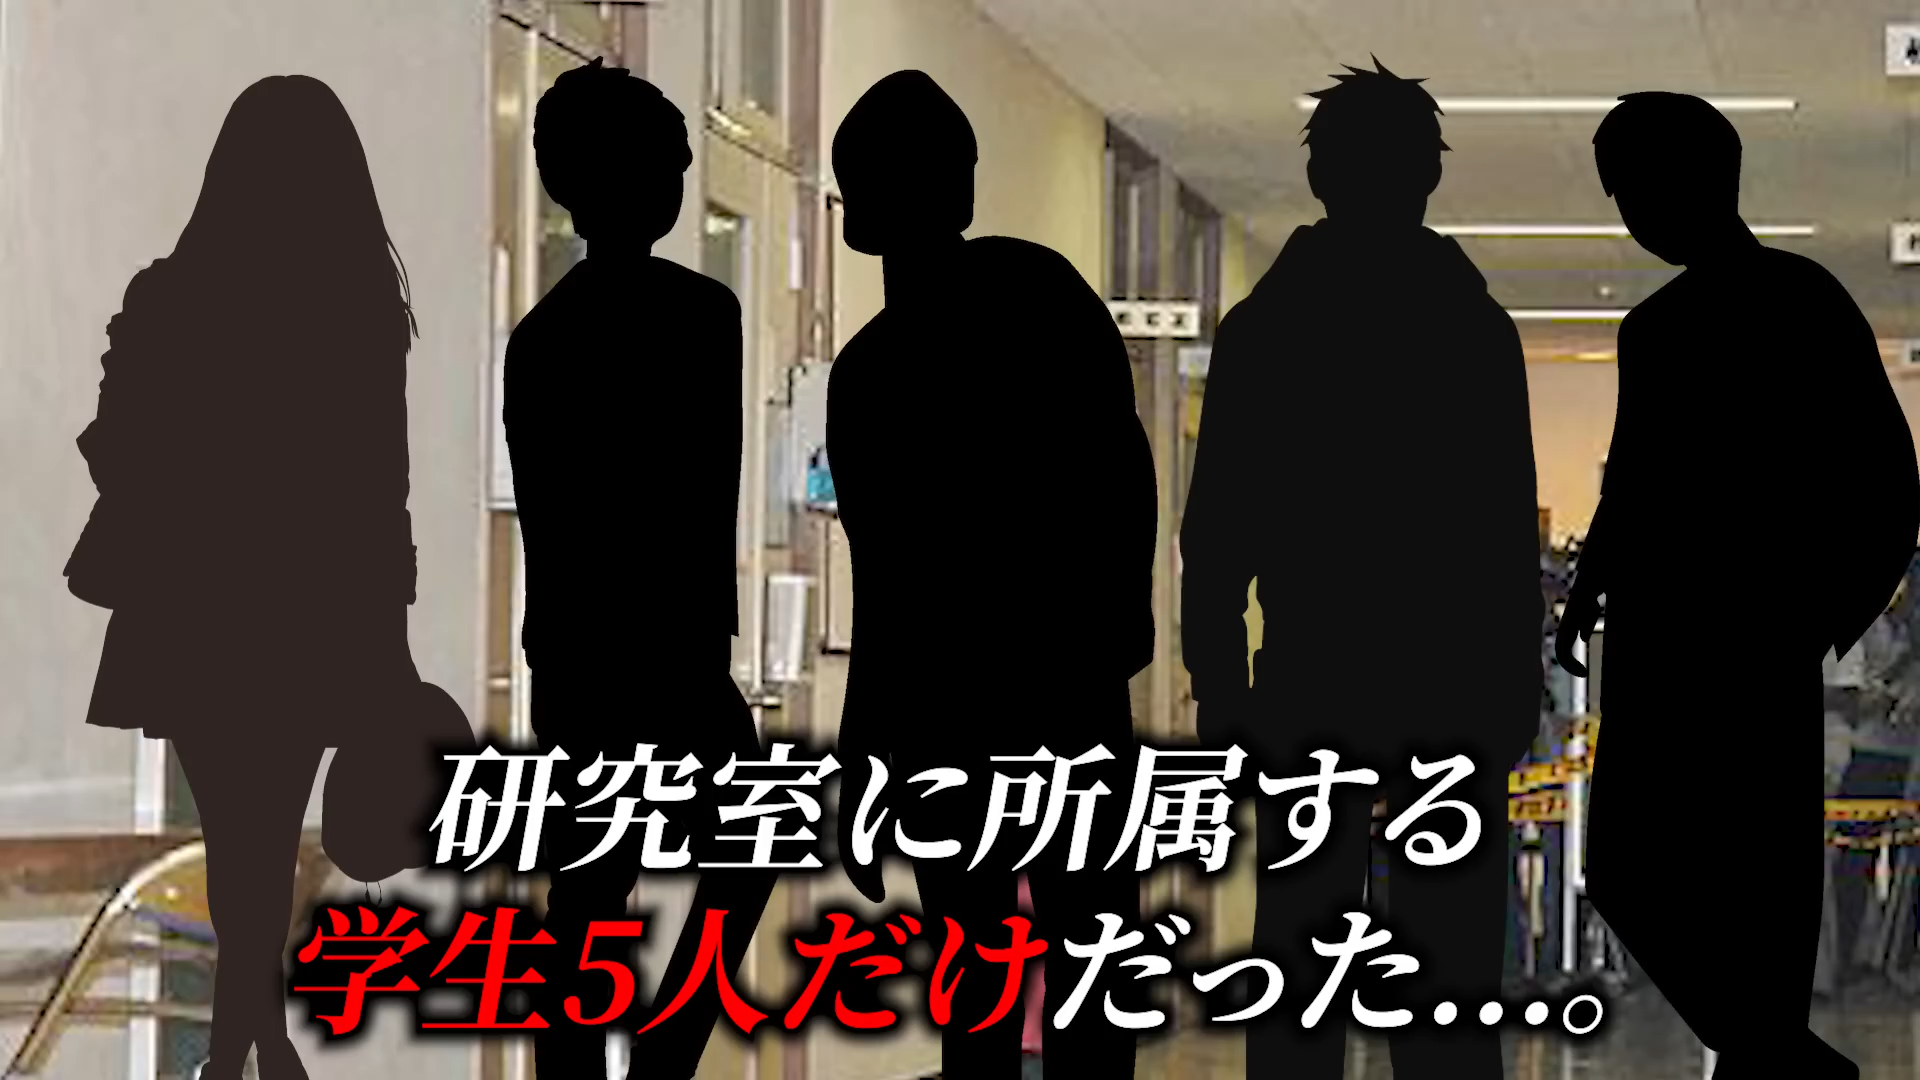 研究室に所属する
学生5人だけだった…。